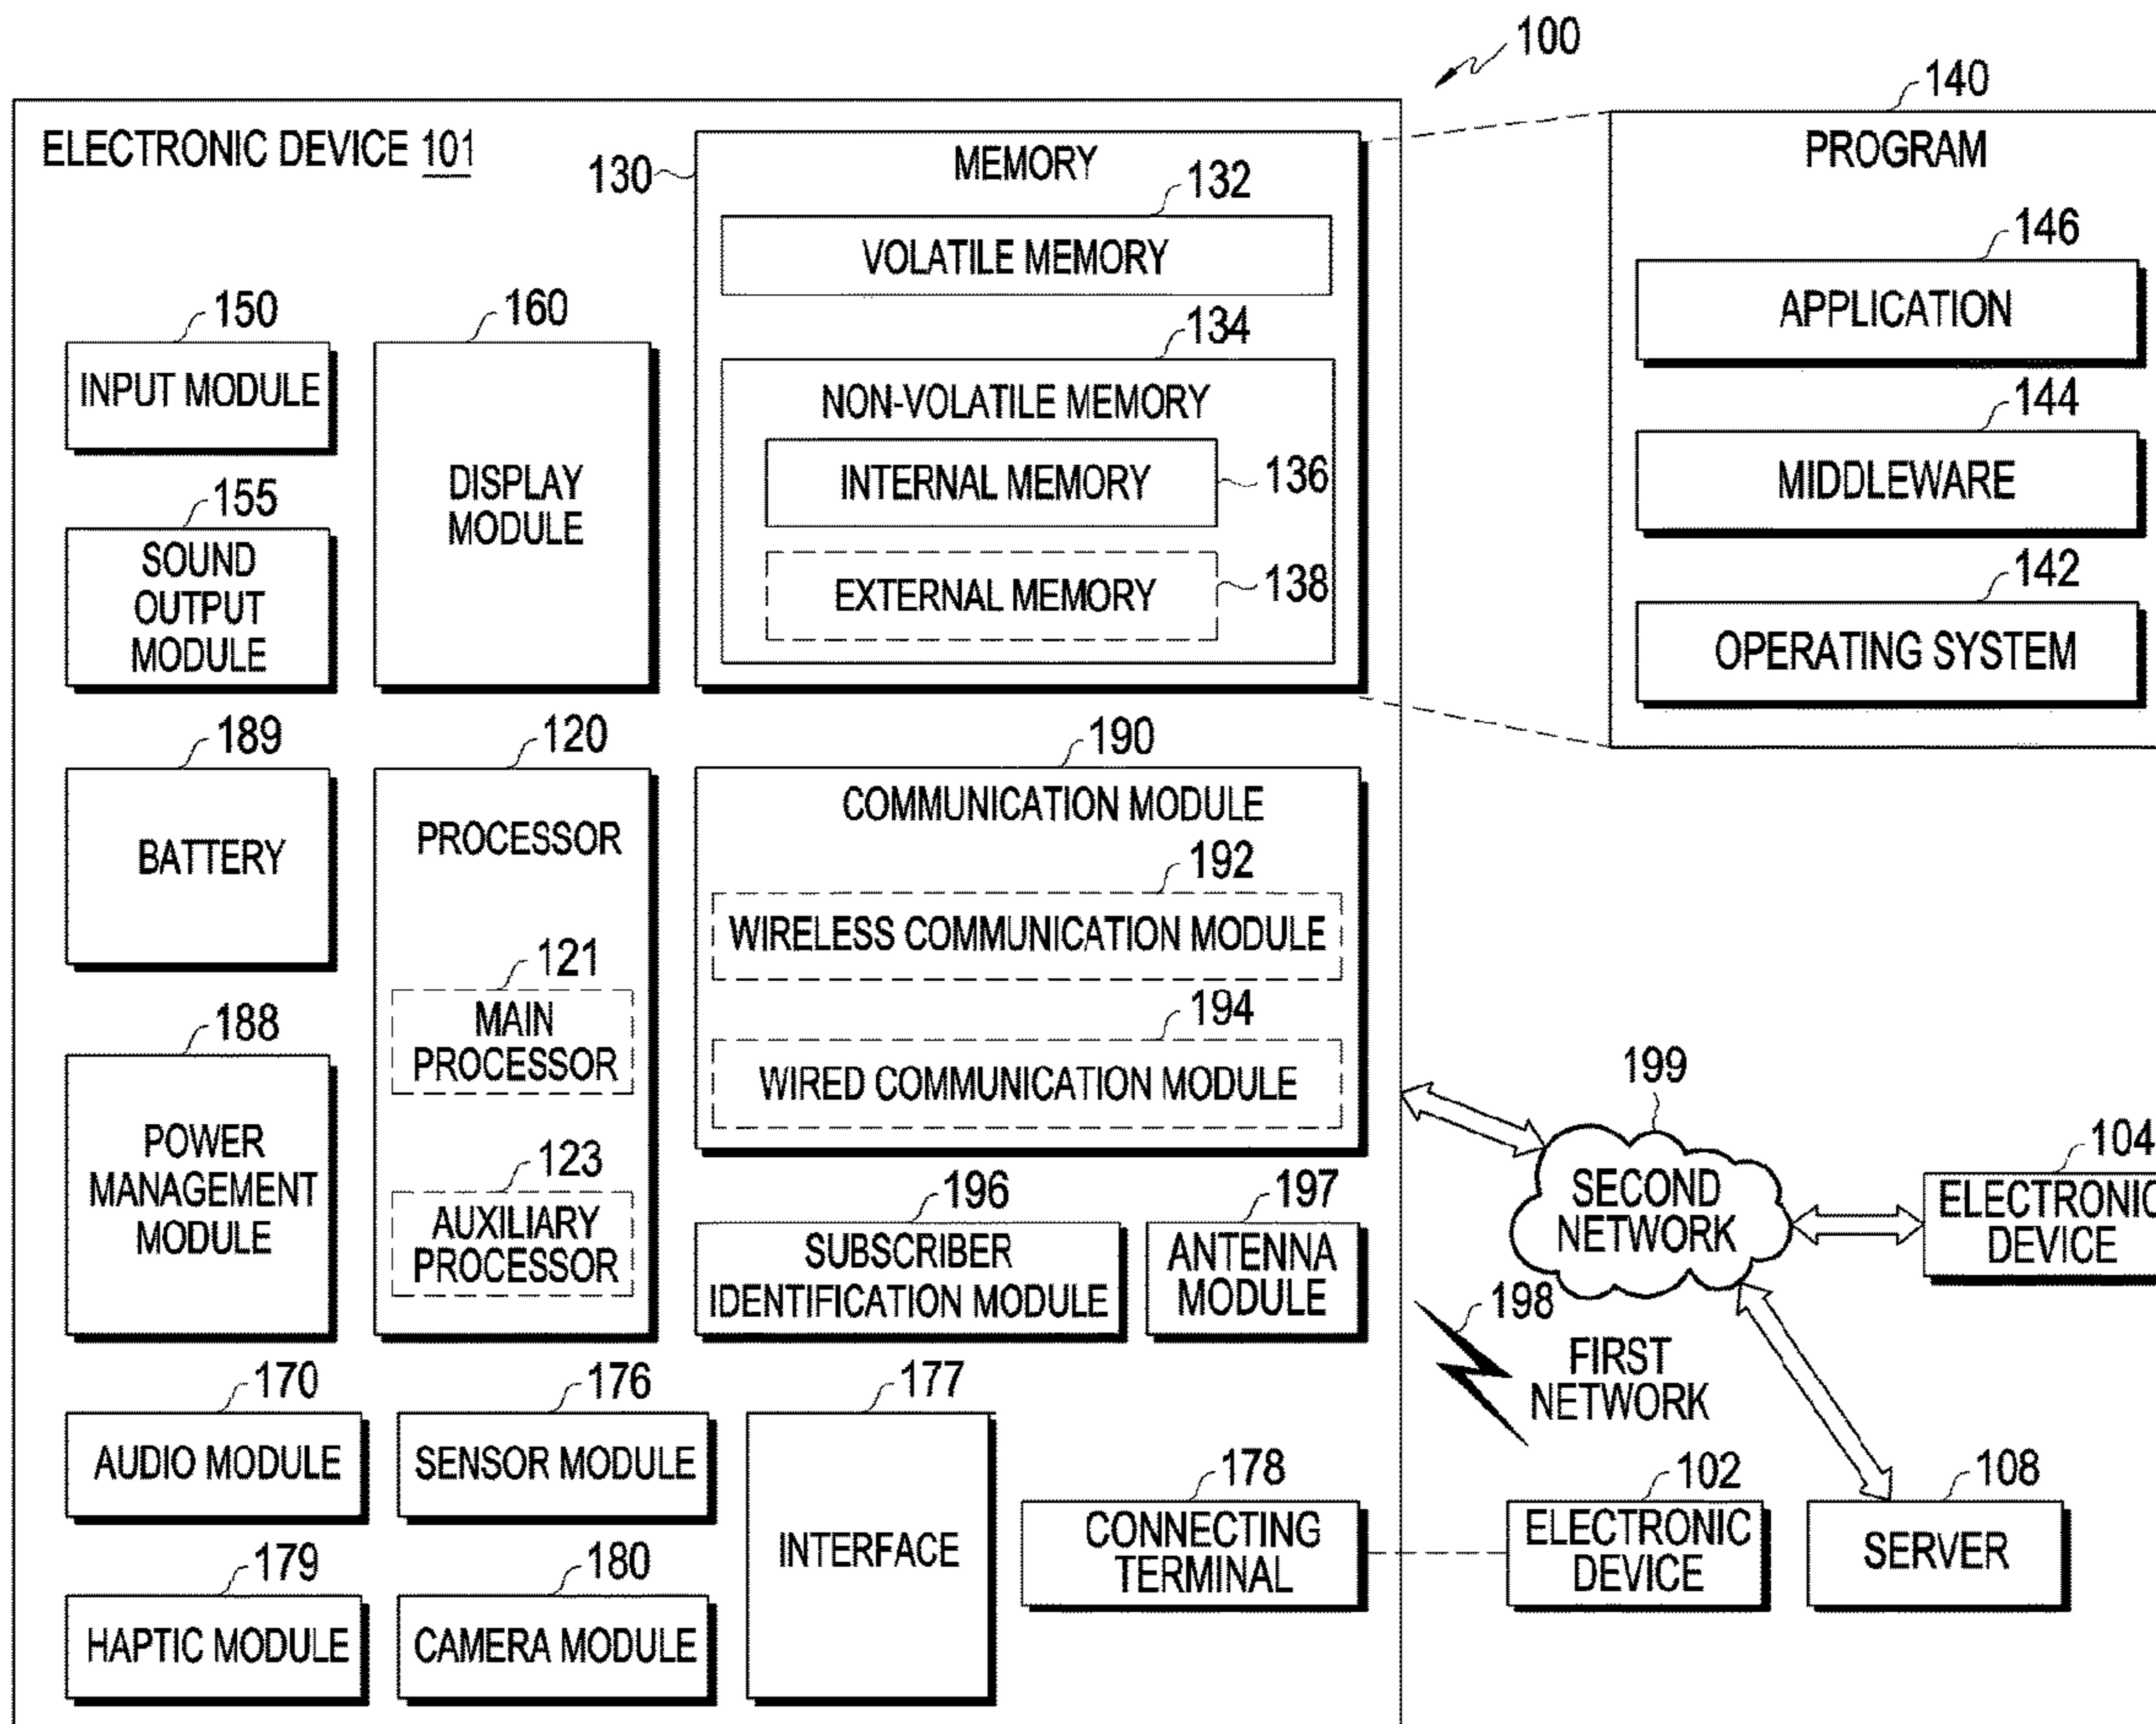 100
ELECTRONIC DEVICE 101
130
MEMORY
132
VOLATILE MEMORY
134
NON-VOLATILE MEMORY
INTERNAL MEMORY
136
EXTERNAL MEMORY
138
140
PROGRAM
146
APPLICATION
144
MIDDLEWARE
142
OPERATING SYSTEM
150
INPUT MODULE
160
DISPLAY
MODULE
155
SOUND
OUTPUT
MODULE
189
BATTERY
120
PROCESSOR
121
MAIN
PROCESSOR
123
AUXILIARY
PROCESSOR
190
COMMUNICATION MODULE
192
WIRELESS COMMUNICATION MODULE
194
WIRED COMMUNICATION MODULE
188
POWER
MANAGEMENT
MODULE
196
SUBSCRIBER
IDENTIFICATION MODULE
197
ANTENNA
MODULE
199
SECOND
NETWORK
104
ELECTRONIC
DEVICE
198
FIRST
NETWORK
170
AUDIO MODULE
176
SENSOR MODULE
177
INTERFACE
178
CONNECTING
TERMINAL
102
ELECTRONIC
DEVICE
108
SERVER
179
HAPTIC MODULE
180
CAMERA MODULE